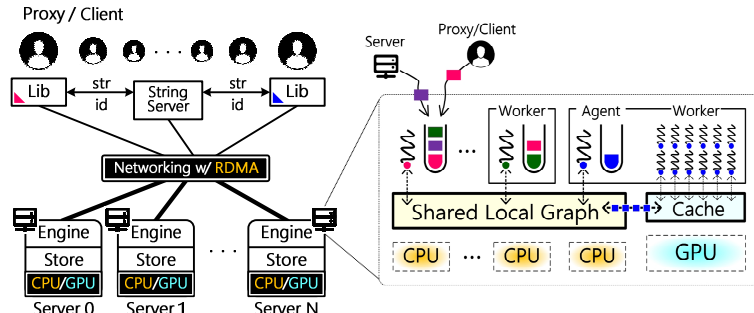 Proxy / Client
Lib
str
id
String
Server
str
id
Lib
Networking w/ RDMA
Engine
Store
CPU/GPU
Server 0
Engine
Store
CPU/GPU
Server 1
. . .
Engine
Store
CPU/GPU
Server N
Server
Proxy/Client
...
Worker
Agent
Worker
Shared Local Graph
Cache
CPU
...
CPU
CPU
GPU